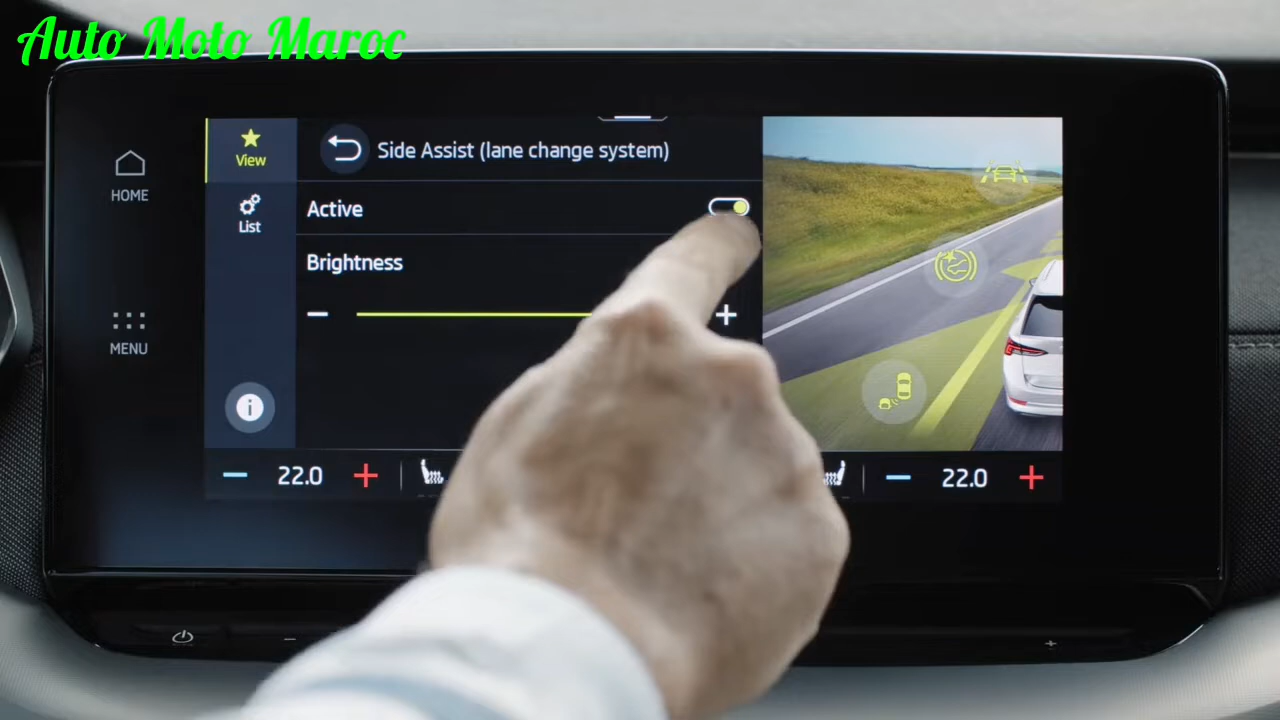 Auto Moto Maroc
View
Side Assist (lane change system)
HOME
List
Active
Brightness
MENU
22.0
22.0